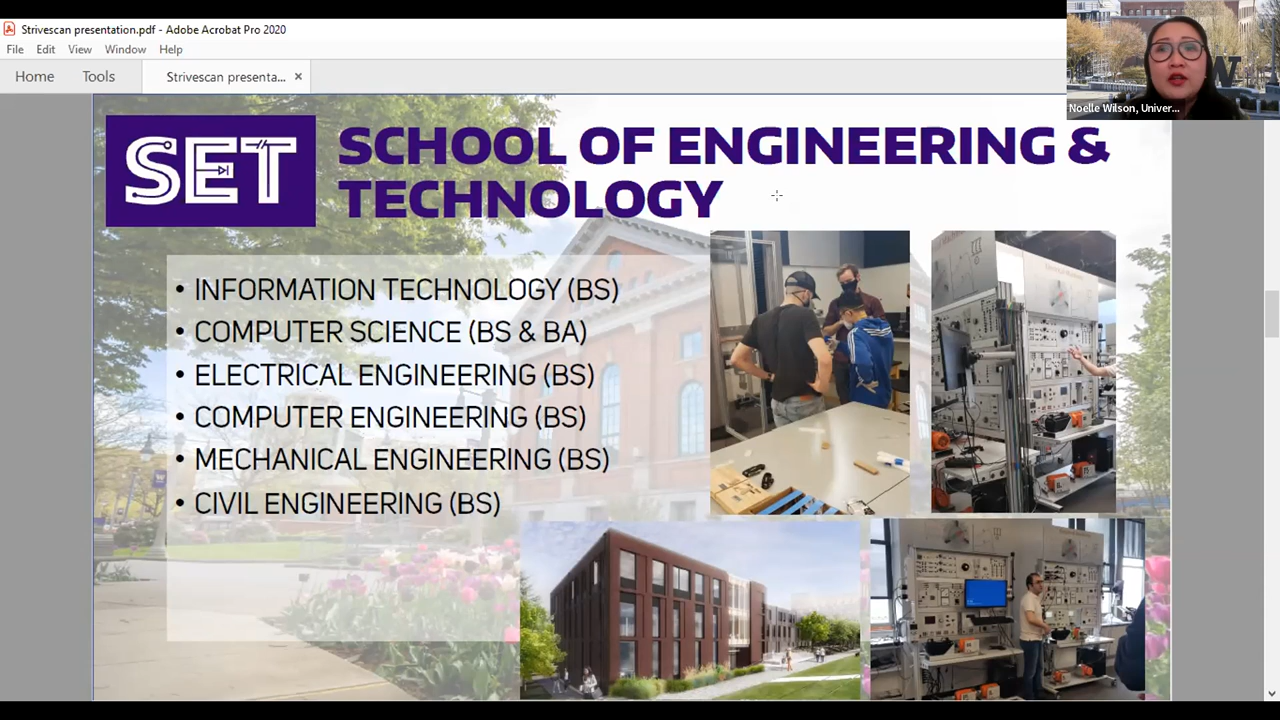 Strivescan presentation.pdf - Adobe Acrobat Pro 2020
File Edit View Window Help
Home Tools Strivescan presenta... ×
Noelle Wilson, Univer...
W
SET
SCHOOL OF ENGINEERING &
TECHNOLOGY
• INFORMATION TECHNOLOGY (BS)
• COMPUTER SCIENCE (BS & BA)
• ELECTRICAL ENGINEERING (BS)
• COMPUTER ENGINEERING (BS)
• MECHANICAL ENGINEERING (BS)
• CIVIL ENGINEERING (BS)